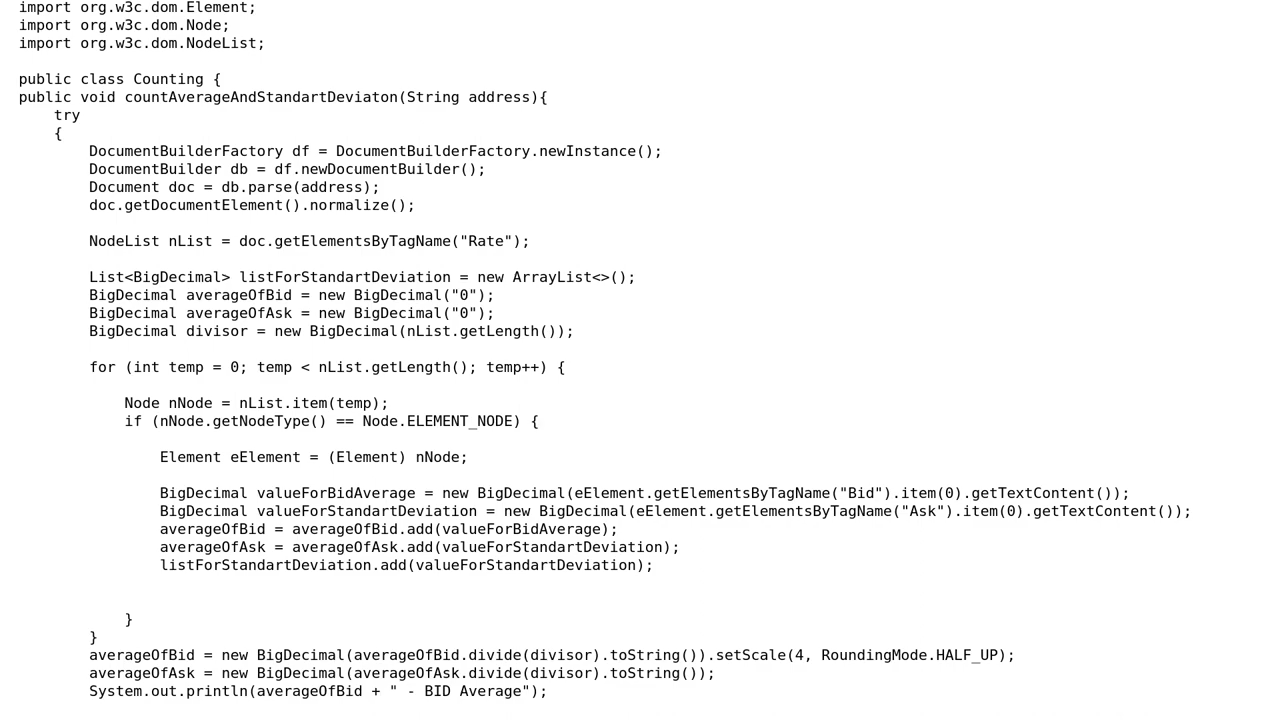 import org.w3c.dom.Element;
import org.w3c.dom.Node;
import org.w3c.dom.NodeList;

public class Counting {
public void countAverageAndStandartDeviaton(String address){
    try
    {
        DocumentBuilderFactory df = DocumentBuilderFactory.newInstance();
        DocumentBuilder db = df.newDocumentBuilder();
        Document doc = db.parse(address);
        doc.getDocumentElement().normalize();

        NodeList nList = doc.getElementsByTagName("Rate");

        List<BigDecimal> listForStandartDeviation = new ArrayList<>();
        BigDecimal averageOfBid = new BigDecimal("0");
        BigDecimal averageOfAsk = new BigDecimal("0");
        BigDecimal divisor = new BigDecimal(nList.getLength());

        for (int temp = 0; temp < nList.getLength(); temp++) {

            Node nNode = nList.item(temp);
            if (nNode.getNodeType() == Node.ELEMENT_NODE) {

                Element eElement = (Element) nNode;

                BigDecimal valueForBidAverage = new BigDecimal(eElement.getElementsByTagName("Bid").item(0).getTextContent());
                BigDecimal valueForStandartDeviation = new BigDecimal(eElement.getElementsByTagName("Ask").item(0).getTextContent());
                averageOfBid = averageOfBid.add(valueForBidAverage);
                averageOfAsk = averageOfAsk.add(valueForStandartDeviation);
                listForStandartDeviation.add(valueForStandartDeviation);


            }
        }
        averageOfBid = new BigDecimal(averageOfBid.divide(divisor).toString()).setScale(4, RoundingMode.HALF_UP);
        averageOfAsk = new BigDecimal(averageOfAsk.divide(divisor).toString());
        System.out.println(averageOfBid + " - BID Average");